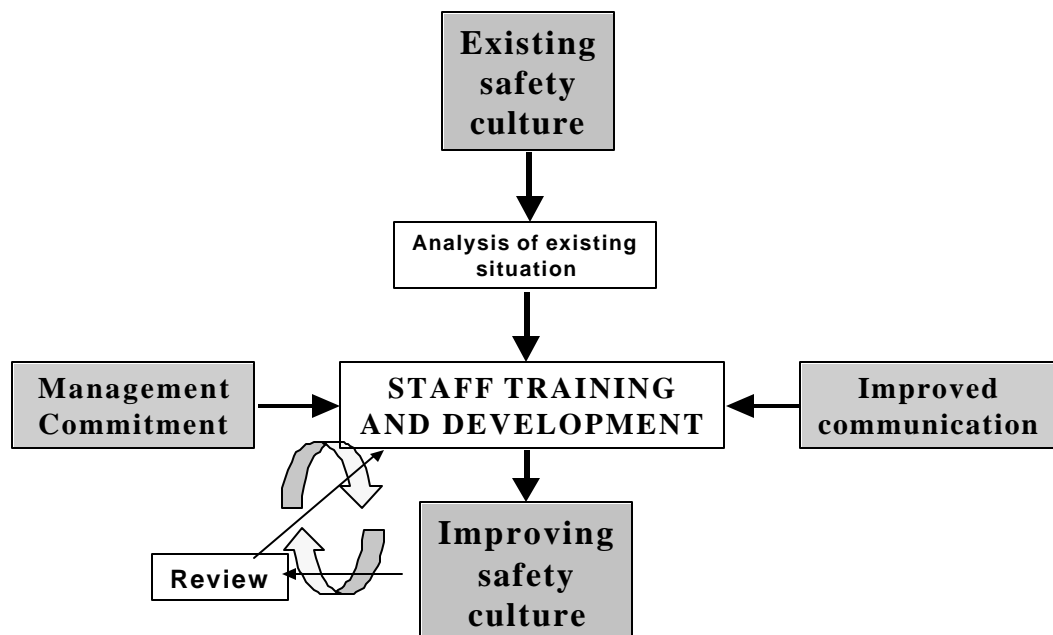 Existing
safety
culture
Analysis of existing
situation
Management
Commitment
STAFF TRAINING
AND DEVELOPMENT
Improved
communication
Review
Improving
safety
culture